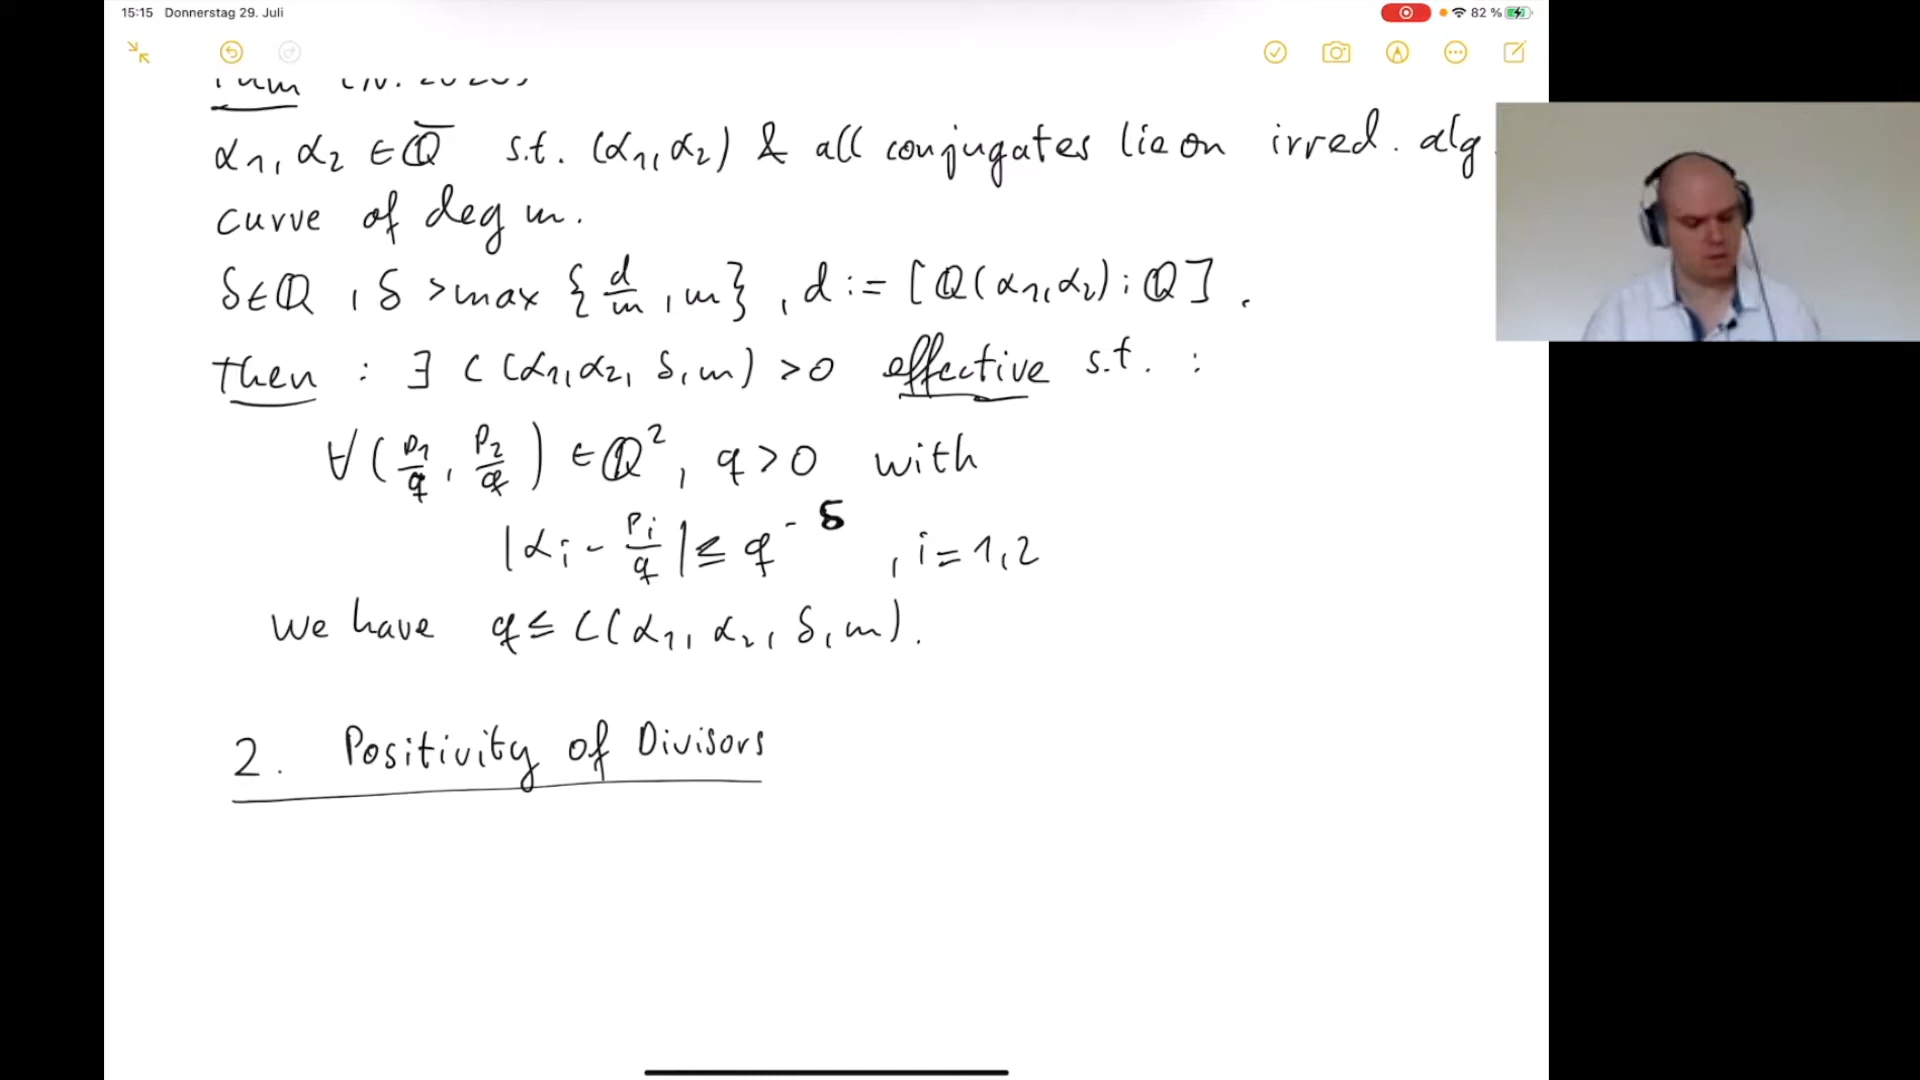 15:15 Donnerstag 29. Juli 82 %
α₁, α₂ ∈ Q̅ s.t. (α₁, α₂) & all conjugates lie on irred. alg.
curve of deg m.
δ ∈ ℚ, δ > max { d/m, m }, d := [ℚ(α₁, α₂) : ℚ].
then : ∃ C(α₁, α₂, δ, m) > 0 effective s.t. :
∀ (p₁/q, p₂/q) ∈ ℚ², q > 0 with
|αᵢ - pᵢ/q| ≤ q^{-δ}, i = 1, 2
we have q ≤ C(α₁, α₂, δ, m).
2. Positivity of Divisors